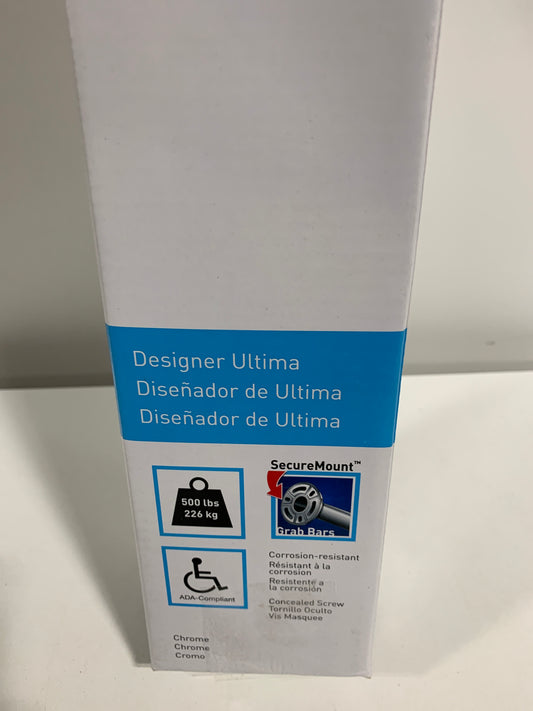 Designer Ultima
Diseñador de Ultima
Diseñador de Ultima
500 lbs
226 kg
SecureMount™
Grab Bars
ADA-Compliant
Corrosion-resistant
Résistant à la
corrosion
Resistente a
la corrosión
Concealed Screw
Tornillo Oculto
Vis Masquee
Chrome
Chrome
Cromo